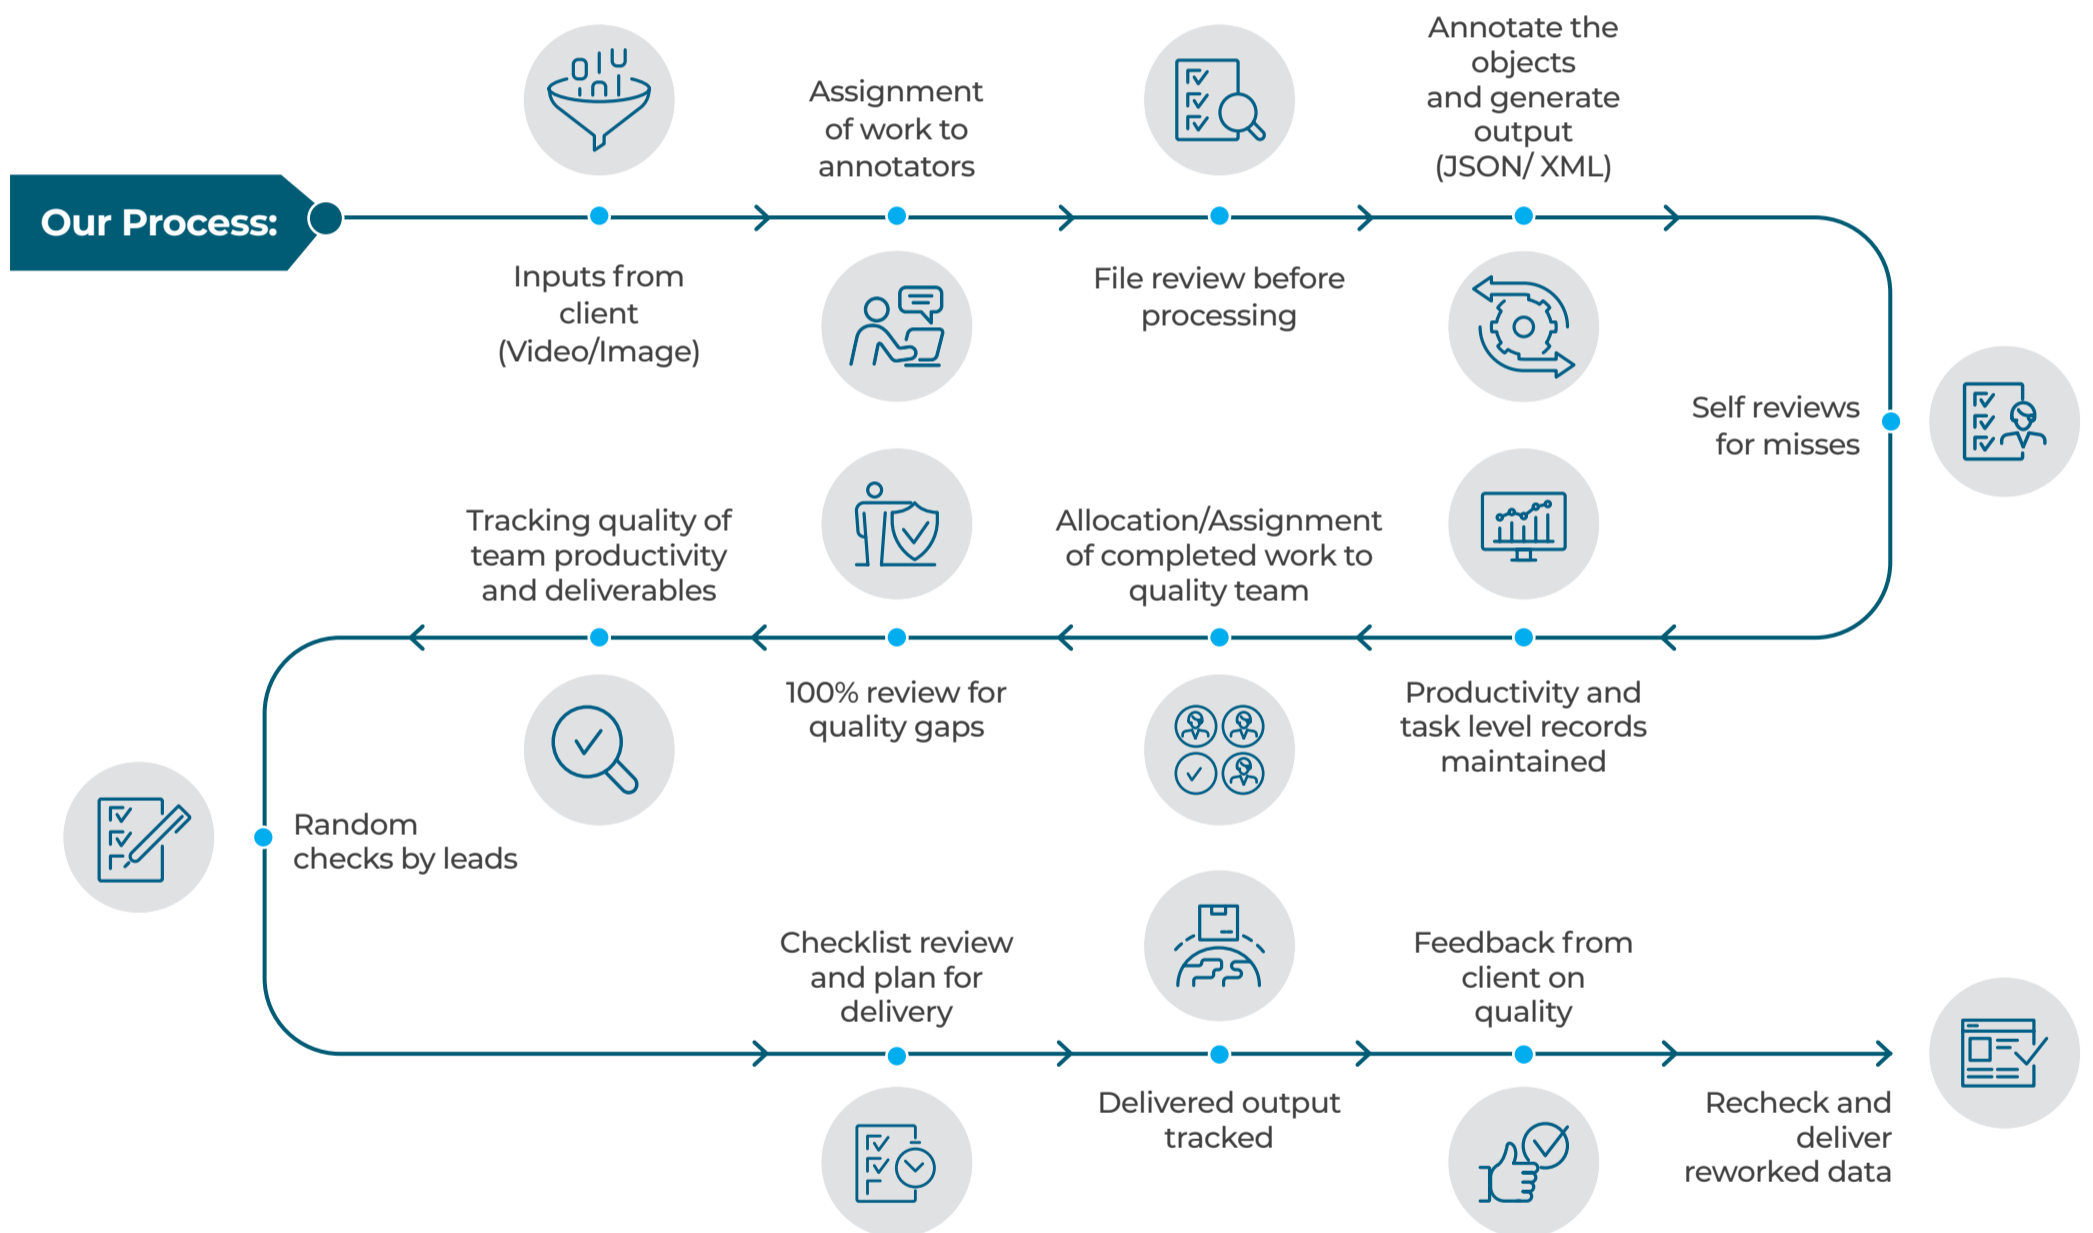 Our Process:
Inputs from
client
(Video/Image)
Assignment
of work to
annotators
File review before
processing
Annotate the
objects
and generate
output
(JSON/ XML)
Self reviews
for misses
Productivity and
task level records
maintained
Allocation/Assignment
of completed work to
quality team
100% review for
quality gaps
Tracking quality of
team productivity
and deliverables
Random
checks by leads
Checklist review
and plan for
delivery
Delivered output
tracked
Feedback from
client on
quality
Recheck and
deliver
reworked data